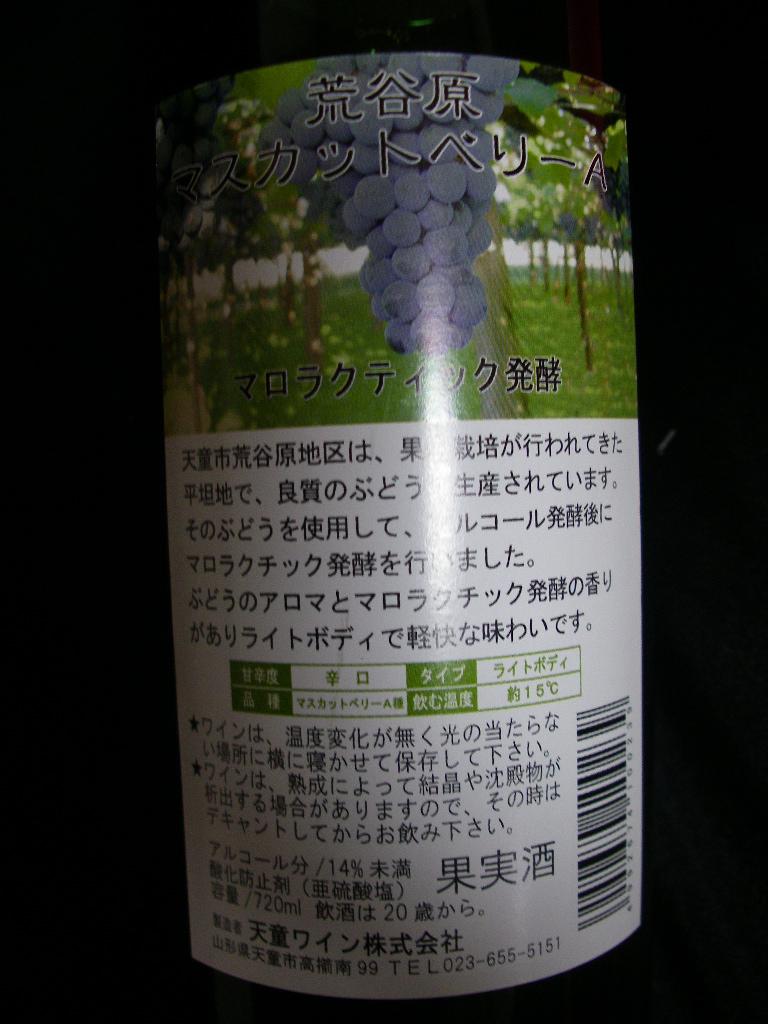 荒谷原
マスカットベリーA
マロラクティック発酵
天童市荒谷原地区は、果 栽培が行われてきた
平坦地で、良質のぶどう 生産されています。
そのぶどうを使用して、 ルコール発酵後に
マロラクチック発酵を行いました。
ぶどうのアロマとマロラクチック発酵の香り
がありライトボディで軽快な味わいです。
甘辛度 辛口 タイプ ライトボディ
品種 マスカットベリーA種 飲む温度 約15℃
★ワインは、温度変化が無く光の当たらな
い場所に横に寝かせて保存して下さい。
★ワインは、熟成によって結晶や沈殿物が
析出する場合がありますので、その時は
デキャントしてからお飲み下さい。
アルコール分/14%未満
酸化防止剤(亜硫酸塩)
容量/720ml 飲酒は20歳から。
果実酒
製造者 天童ワイン株式会社
山形県天童市高擶南99 TEL023-655-5151